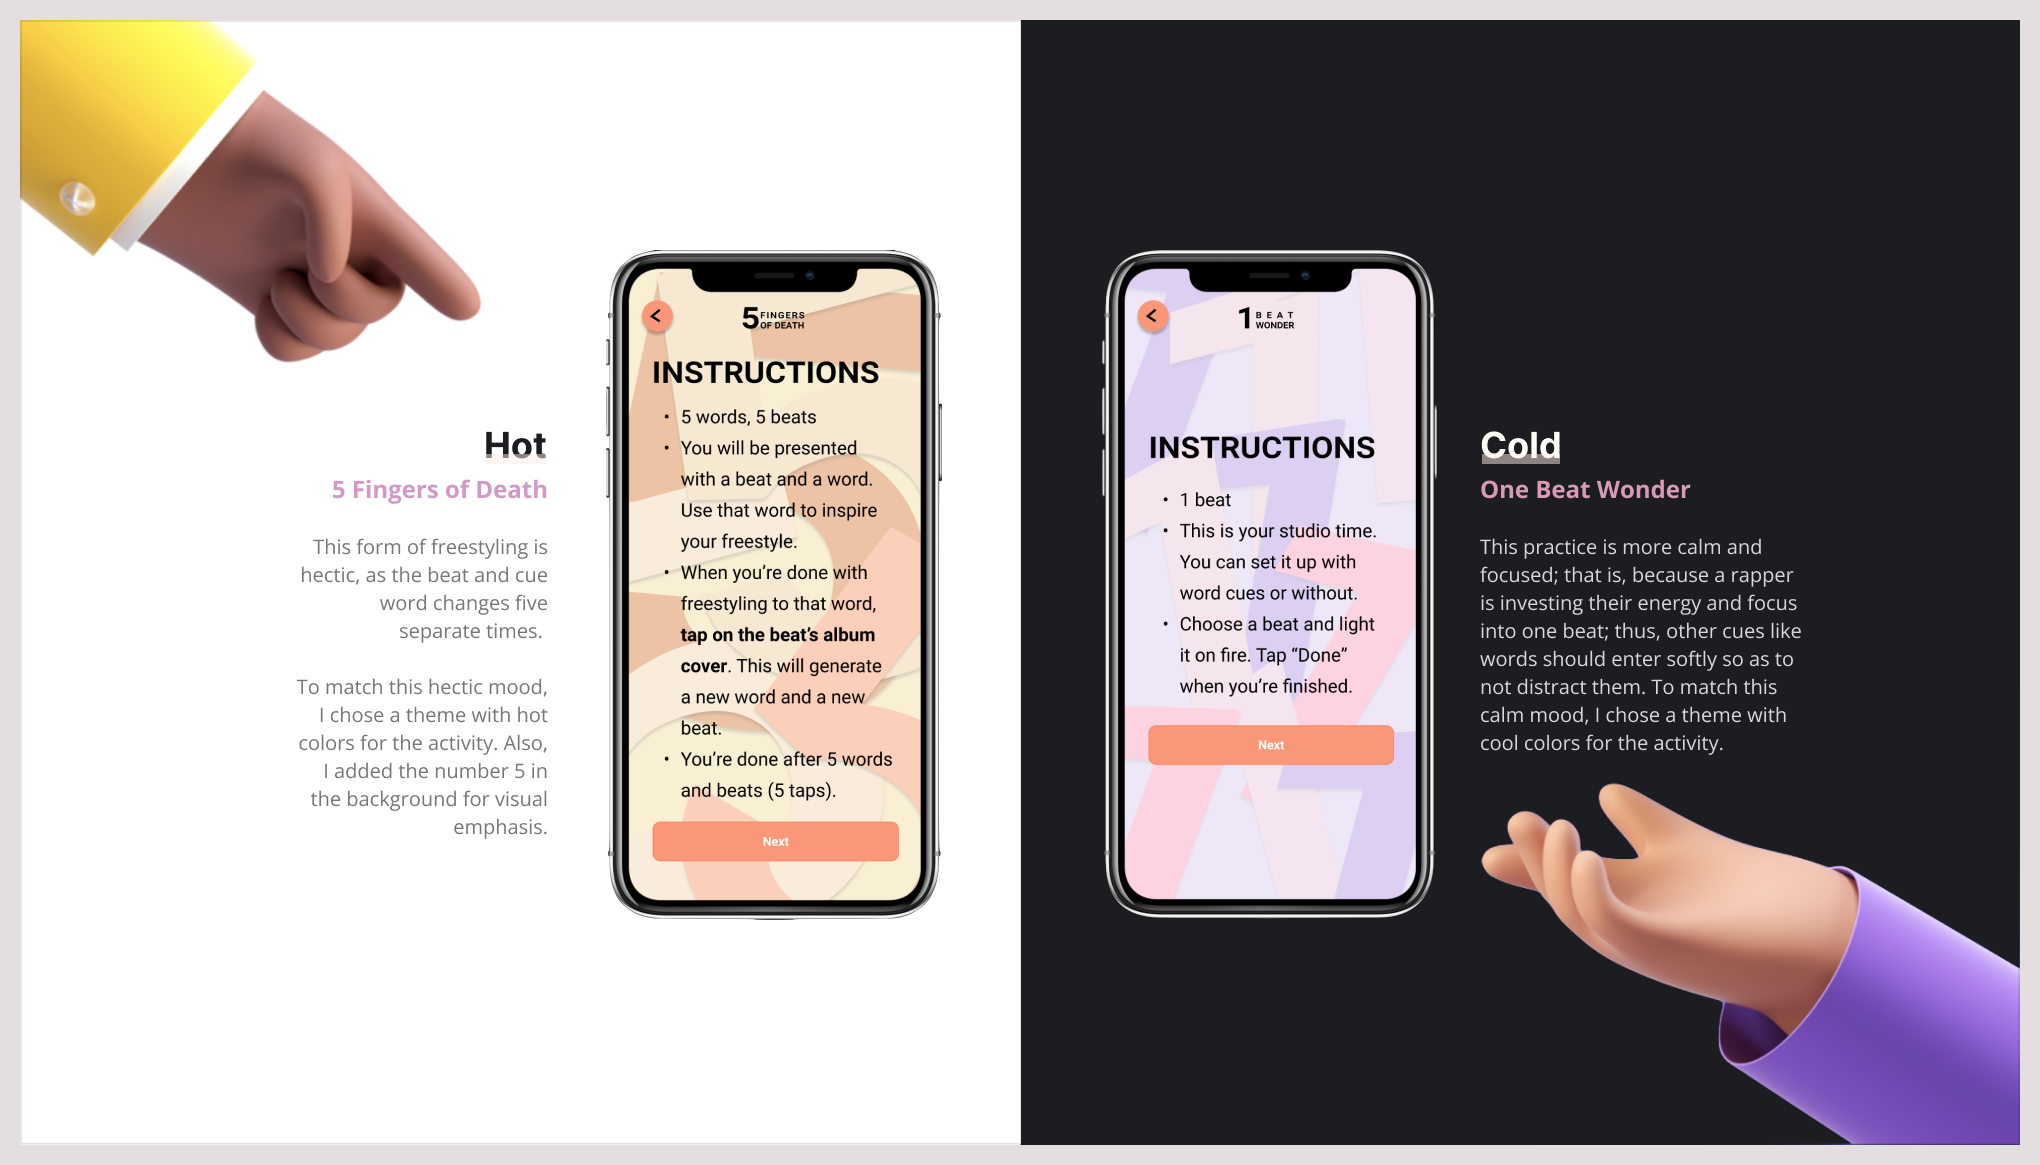 Hot
5 Fingers of Death
This form of freestyling is
hectic, as the beat and cue
word changes five
separate times.
To match this hectic mood,
I chose a theme with hot
colors for the activity. Also,
I added the number 5 in
the background for visual
emphasis.
5 FINGERS
OF DEATH
INSTRUCTIONS
• 5 words, 5 beats
• You will be presented
with a beat and a word.
Use that word to inspire
your freestyle.
• When you’re done with
freestyling to that word,
tap on the beat’s album
cover. This will generate
a new word and a new
beat.
• You’re done after 5 words
and beats (5 taps).
Next
1 BEAT
WONDER
INSTRUCTIONS
• 1 beat
• This is your studio time.
You can set it up with
word cues or without.
• Choose a beat and light
it on fire. Tap “Done”
when you’re finished.
Next
Cold
One Beat Wonder
This practice is more calm and
focused; that is, because a rapper
is investing their energy and focus
into one beat; thus, other cues like
words should enter softly so as to
not distract them. To match this
calm mood, I chose a theme with
cool colors for the activity.